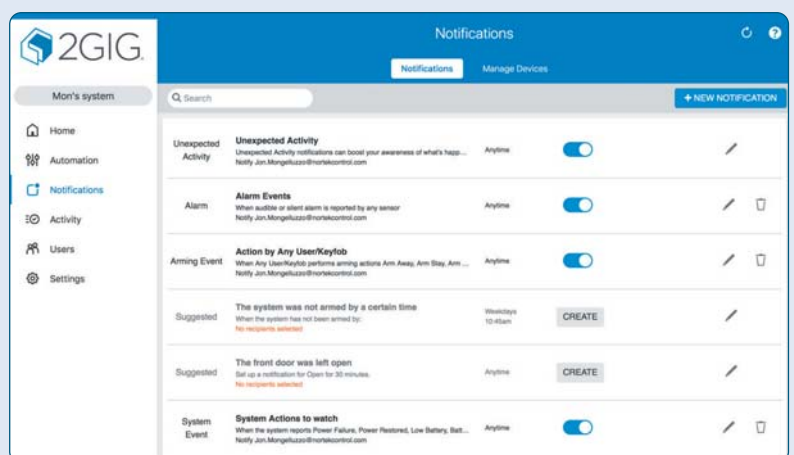 2GIG
Notifications
Notifications Manage Devices
Mon's system
Search
+ NEW NOTIFICATION
Home
Automation
Notifications
Activity
Users
Settings
Unexpected Activity
Unexpected Activity
Unexpected Activity notifications can boost your awareness of what's happ...
Notify Jon.Mongelluzzo@nortekcontrol.com
Anytime
Alarm
Alarm Events
When audible or silent alarm is reported by any sensor
Notify Jon.Mongelluzzo@nortekcontrol.com
Anytime
Arming Event
Action by Any User/Keyfob
When Any User/Keyfob performs arming actions Arm Away, Arm Stay, Arm ...
Notify Jon.Mongelluzzo@nortekcontrol.com
Anytime
Suggested
The system was not armed by a certain time
When the system has not been armed by:
No recipients selected
Weekdays
10:45am
CREATE
Suggested
The front door was left open
Set up a notification for Open for 30 minutes.
No recipients selected
Anytime
CREATE
System
Event
System Actions to watch
When the system reports Power Failure, Power Restored, Low Battery, Batt...
Notify Jon.Mongelluzzo@nortekcontrol.com
Anytime